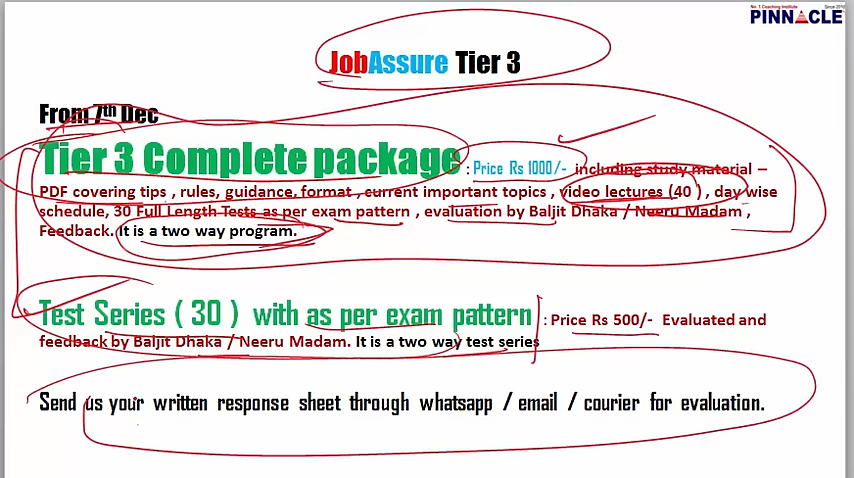 No. 1 Coaching Institute Since 2010
PINNACLE
JobAssure Tier 3
From 7th Dec
Tier 3 Complete package : Price Rs 1000/- including study material –
PDF covering tips , rules, guidance, format , current important topics , video lectures (40 ) , day wise
schedule, 30 Full Length Tests as per exam pattern , evaluation by Baljit Dhaka / Neeru Madam ,
Feedback. It is a two way program.
Test Series ( 30 ) with as per exam pattern : Price Rs 500/- Evaluated and
feedback by Baljit Dhaka / Neeru Madam. It is a two way test series
Send us your written response sheet through whatsapp / email / courier for evaluation.